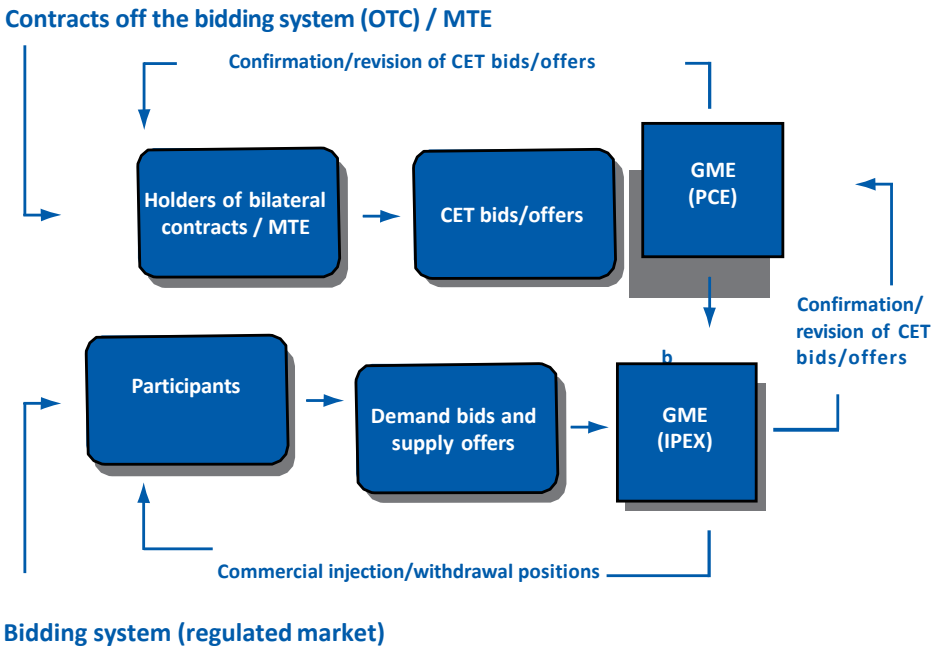 Contracts off the bidding system (OTC) / MTE
Confirmation/revision of CET bids/offers
Holders of bilateral
contracts / MTE
CET bids/offers
GME
(PCE)
Confirmation/
revision of CET
bids/offers
Participants
Demand bids and
supply offers
b
GME
(IPEX)
Commercial injection/withdrawal positions
Bidding system (regulated market)